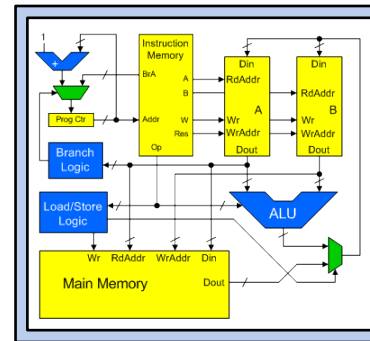 1
+
Prog Ctr
Instruction
Memory
BrA
A
B
Addr
W
Res
Op
Din
RdAddr
A
Wr
WrAddr
Dout
Din
RdAddr
B
Wr
WrAddr
Dout
Branch
Logic
Load/Store
Logic
ALU
Wr RdAddr WrAddr Din
Main Memory
Dout